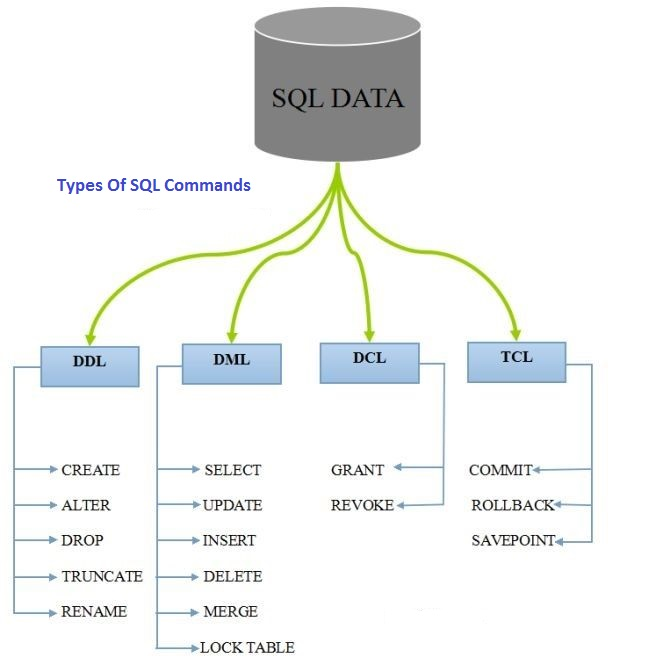 SQL DATA
Types Of SQL Commands
DDL
DML
DCL
TCL
CREATE
ALTER
DROP
TRUNCATE
RENAME
SELECT
UPDATE
INSERT
DELETE
MERGE
LOCK TABLE
GRANT
REVOKE
COMMIT
ROLLBACK
SAVEPOINT